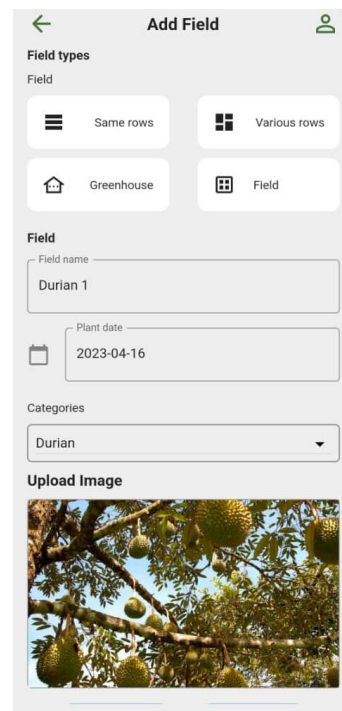 Add Field
Field types
Field
Same rows
Various rows
Greenhouse
Field
Field
Field name
Durian 1
Plant date
2023-04-16
Categories
Durian
Upload Image